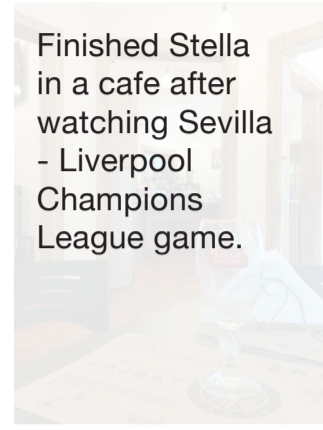 Finished Stella
in a cafe after
watching Sevilla
- Liverpool
Champions
League game.